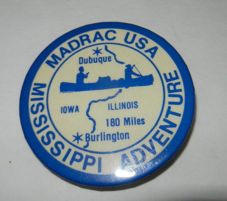 MADRAC USA
Dubuque
IOWA
ILLINOIS
180 Miles
Burlington
MISSISSIPPI ADVENTURE